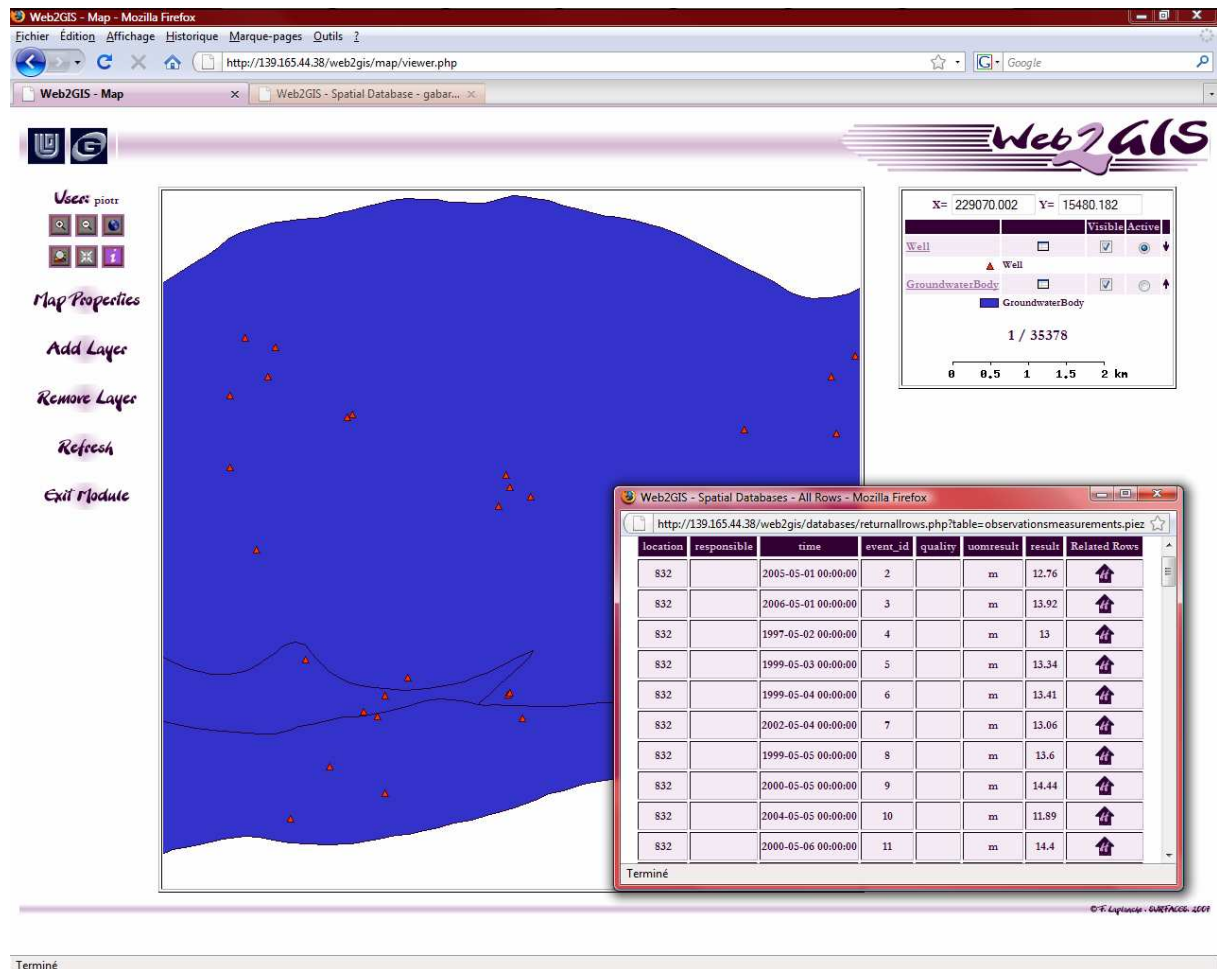 Web2GIS - Map - Mozilla Firefox
Fichier Édition Affichage Historique Marque-pages Outils ?
http://139.165.44.38/web2gis/map/viewer.php
G Google
Web2GIS - Map
Web2GIS - Spatial Database - gabar...
Web2GIS
User: piotr
Map Properties
Add Layer
Remove Layer
Refresh
Exit Module
X= 229070.002 Y= 15480.182
Visible Active
Well
Well
GroundwaterBody
GroundwaterBody
1 / 35378
0 0.5 1 1.5 2 km
Web2GIS - Spatial Databases - All Rows - Mozilla Firefox
http://139.165.44.38/web2gis/databases/returnallrows.php?table=observationsmeasurements.piez
location responsible time event_id quality uomresult result Related Rows
832 2005-05-01 00:00:00 2 m 12.76
832 2006-05-01 00:00:00 3 m 13.92
832 1997-05-02 00:00:00 4 m 13
832 1999-05-03 00:00:00 5 m 13.34
832 1999-05-04 00:00:00 6 m 13.41
832 2002-05-04 00:00:00 7 m 13.06
832 1999-05-05 00:00:00 8 m 13.6
832 2000-05-05 00:00:00 9 m 14.44
832 2004-05-05 00:00:00 10 m 11.89
832 2000-05-06 00:00:00 11 m 14.4
Terminé
© F. Laplanche - SURFACES
Terminé